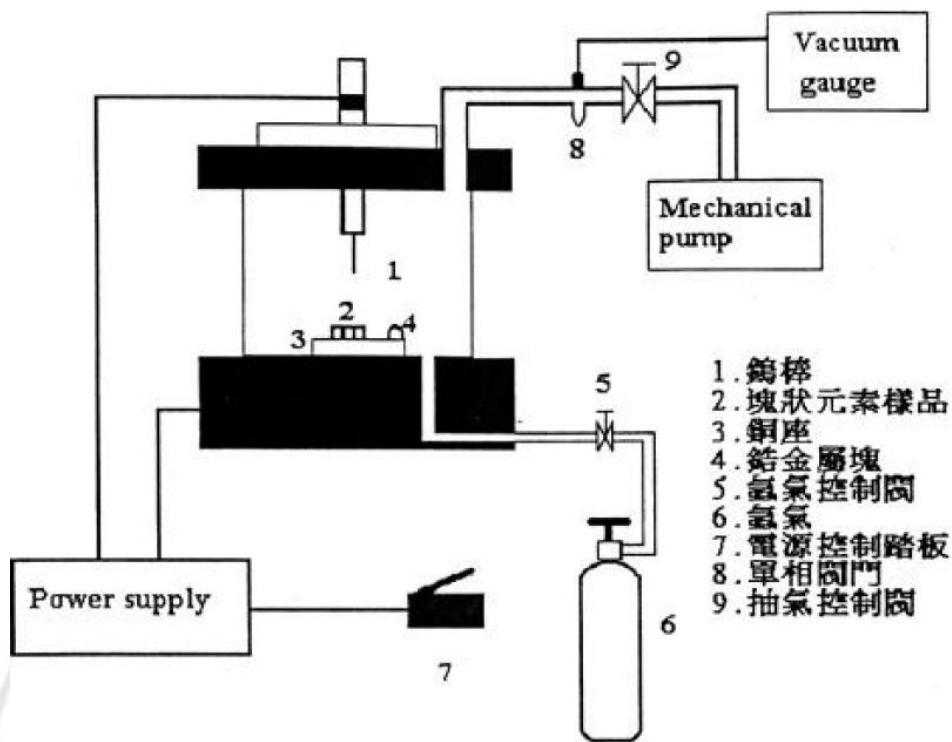 Vacuum
gauge
9
8
Mechanical
pump
1
2
3
4
5
Power supply
7
6
1.鎢棒
2.塊狀元素樣品
3.銅座
4.鋯金屬塊
5.氬氣控制閥
6.氬氣
7.電源控制踏板
8.單相閥門
9.抽氣控制閥